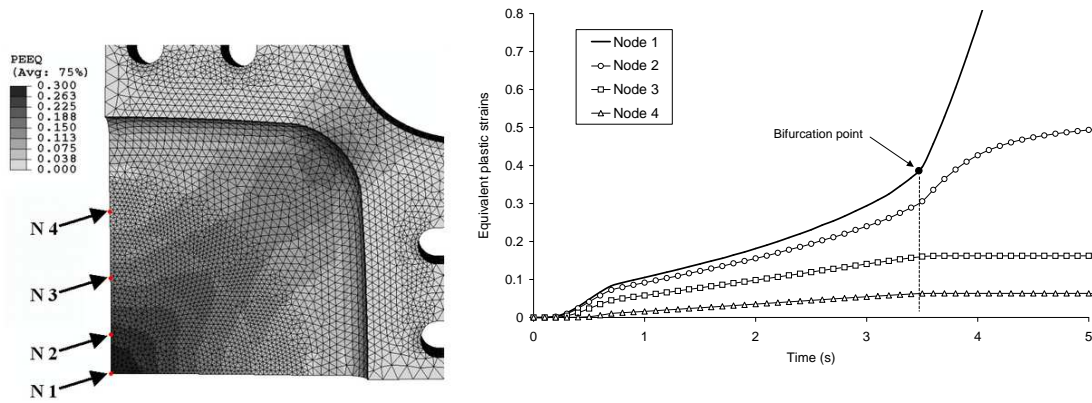 PEEQ
(Avg: 75%)
0.300
0.263
0.225
0.188
0.150
0.113
0.075
0.038
0.000
N 4
N 3
N 2
N 1
0.8
0.7
0.6
0.5
0.4
0.3
0.2
0.1
0
Equivalent plastic strains
Node 1
Node 2
Node 3
Node 4
Bifurcation point
0 1 2 3 4 5
Time (s)